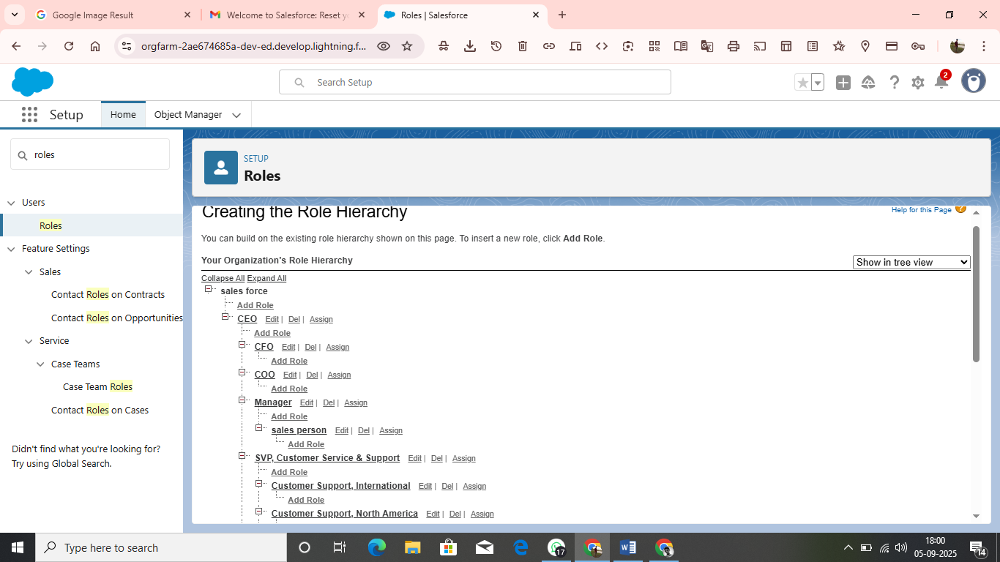 Google Image Result
Welcome to Salesforce: Reset yo
Roles | Salesforce
orgfarm-2ae674685a-dev-ed.develop.lightning.f...
Search Setup
2
Setup
Home
Object Manager
roles
Users
Roles
Feature Settings
Sales
Contact Roles on Contracts
Contact Roles on Opportunities
Service
Case Teams
Case Team Roles
Contact Roles on Cases
Didn't find what you're looking for?
Try using Global Search.
SETUP
Roles
Creating the Role Hierarchy
Help for this Page ?
You can build on the existing role hierarchy shown on this page. To insert a new role, click Add Role.
Your Organization's Role Hierarchy
Show in tree view
Collapse All Expand All
sales force
Add Role
CEO Edit | Del | Assign
Add Role
CFO Edit | Del | Assign
Add Role
COO Edit | Del | Assign
Add Role
Manager Edit | Del | Assign
Add Role
sales person Edit | Del | Assign
Add Role
SVP, Customer Service & Support Edit | Del | Assign
Add Role
Customer Support, International Edit | Del | Assign
Add Role
Customer Support, North America Edit | Del | Assign
Type here to search
17
18:00
05-09-2025
14